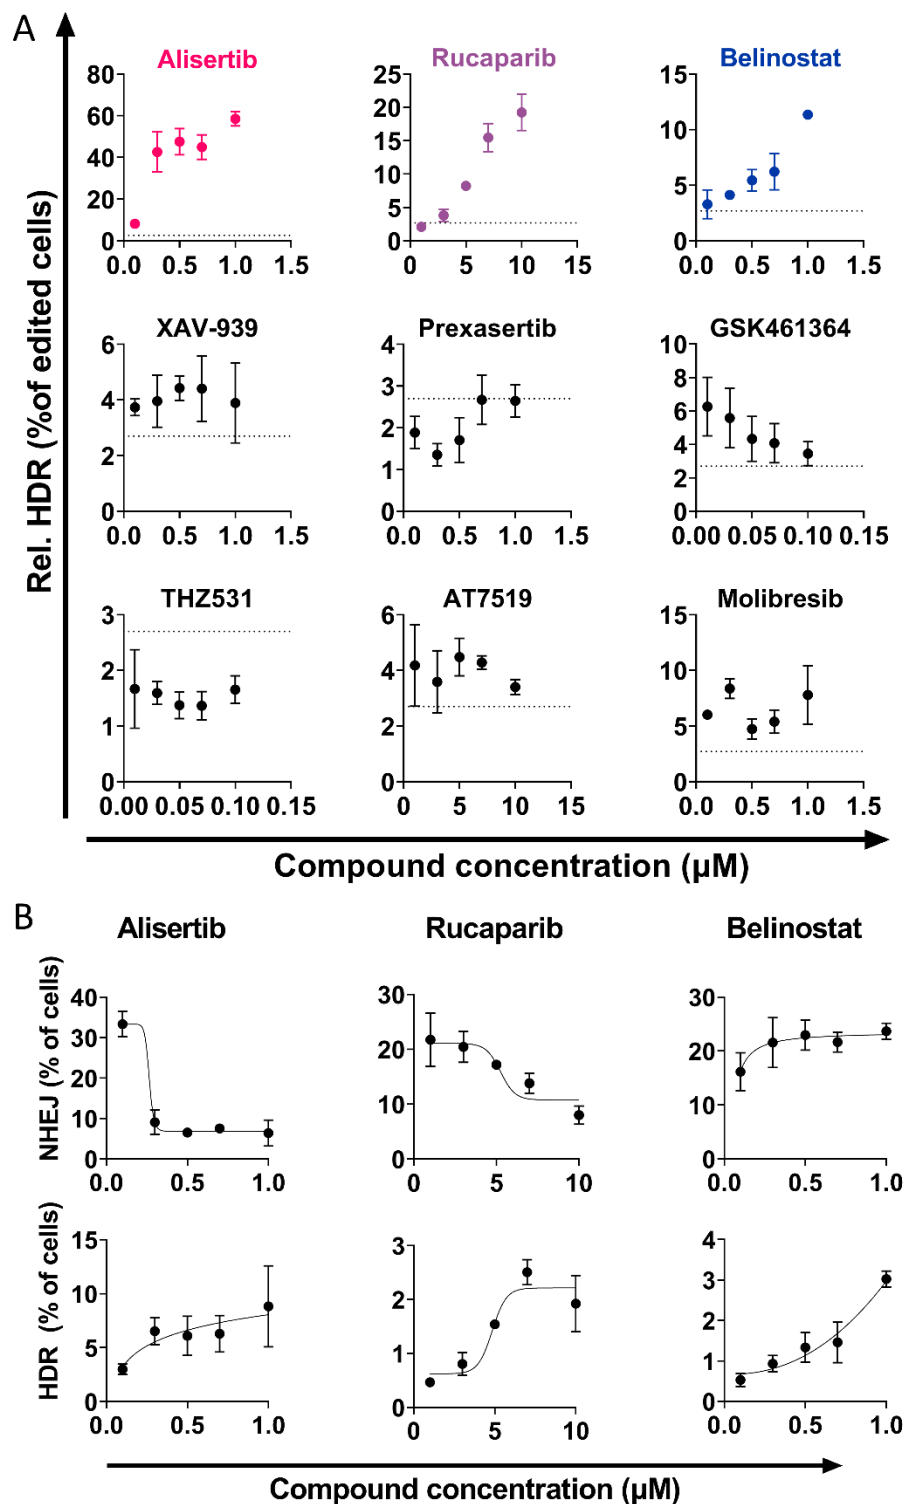 A
Rel. HDR (%of edited cells)
Alisertib
80
60
40
20
0
0.0 0.5 1.0 1.5
Rucaparib
25
20
15
10
5
0
0 5 10 15
Belinostat
15
10
5
0
0.0 0.5 1.0 1.5
XAV-939
6
4
2
0
0.0 0.5 1.0 1.5
Prexasertib
4
3
2
1
0
0.0 0.5 1.0 1.5
GSK461364
10
8
6
4
2
0
0.00 0.05 0.10 0.15
THZ531
3
2
1
0
0.00 0.05 0.10 0.15
AT7519
6
4
2
0
0 5 10 15
Molibresib
15
10
5
0
0.0 0.5 1.0 1.5
Compound concentration (µM)
B
Alisertib
NHEJ (% of cells)
40
30
20
10
0
0.0 0.5 1.0
Rucaparib
30
20
10
0
0 5 10
Belinostat
30
20
10
0
0.0 0.5 1.0
HDR (% of cells)
15
10
5
0
0.0 0.5 1.0
3
2
1
0
0 5 10
4
3
2
1
0
0.0 0.5 1.0
Compound concentration (µM)